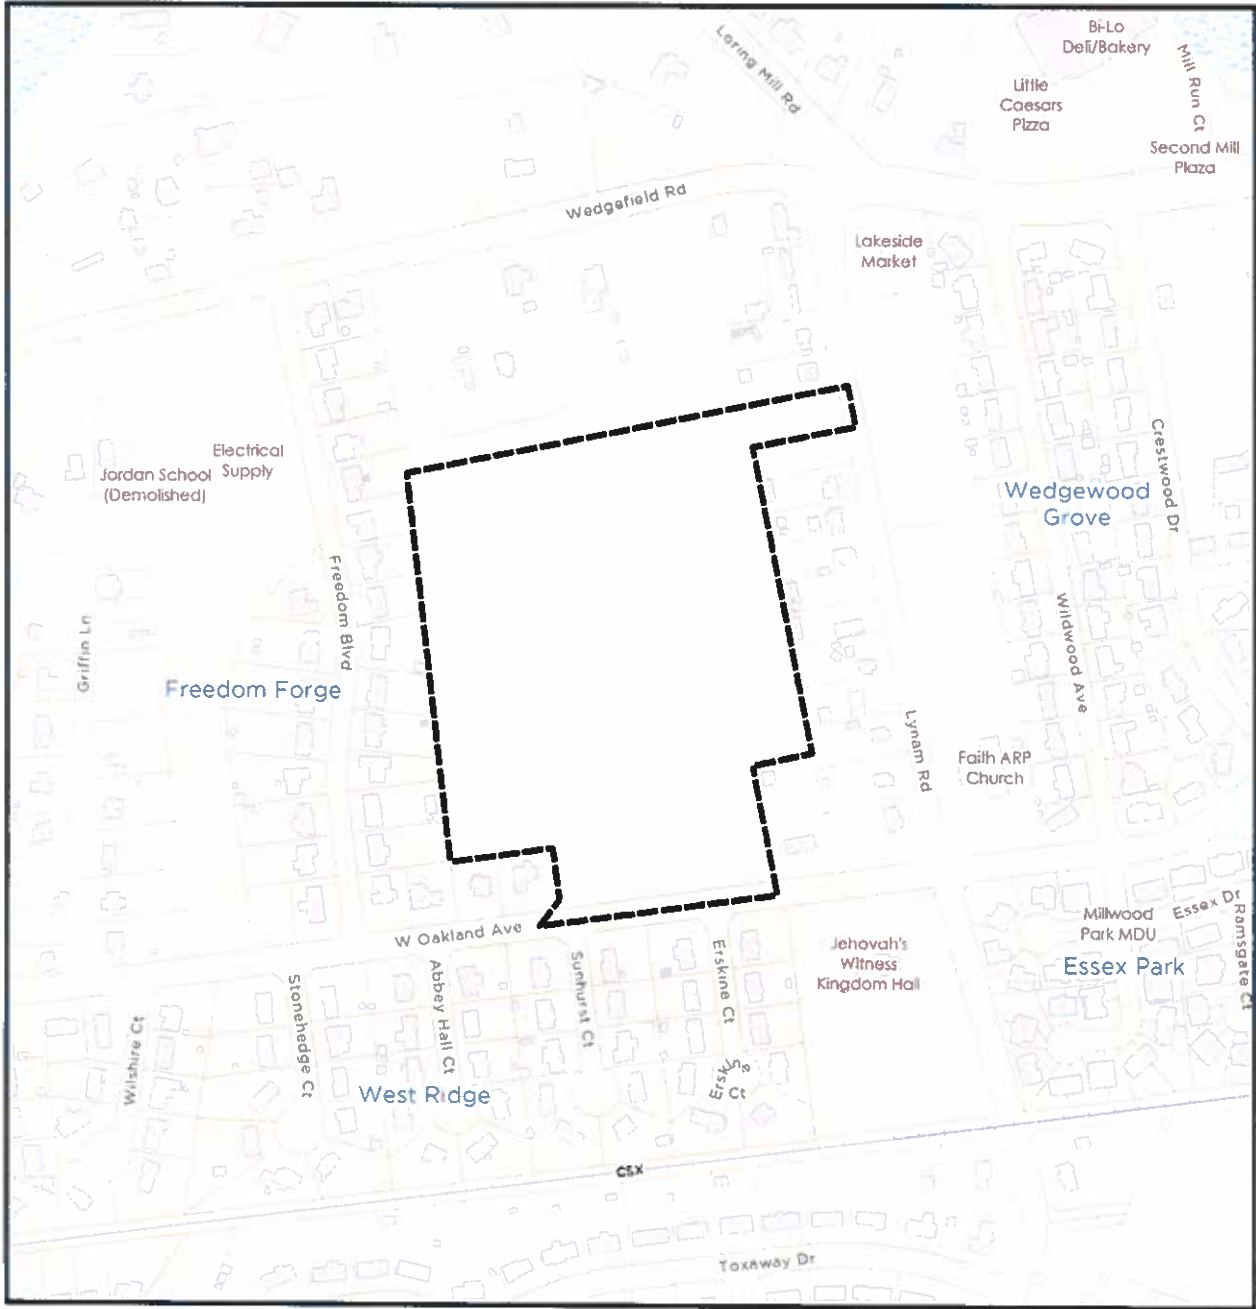 Bi-Lo
Deli/Bakery
Loring Mill Rd
Mill Run Ct
Little
Caesars
Pizza
Second Mill
Plaza
Wedgefield Rd
Lakeside
Market
Electrical
Supply
Jordan School
(Demolished)
Crestwood Dr
Wedgewood
Grove
Freedom Blvd
Griffin Ln
Wildwood Ave
Freedom Forge
Lynam Rd
Faith ARP
Church
W Oakland Ave
Millwood
Park MDU
Essex Dr
Ramsgate Ct
Jehovah's
Witness
Kingdom Hall
Essex Park
Stonehedge Ct
Abbey Hall Ct
Sunhurst Ct
Erskine Ct
Wilshire Ct
West Ridge
Erskine
Ct
CSX
Toxaway Dr